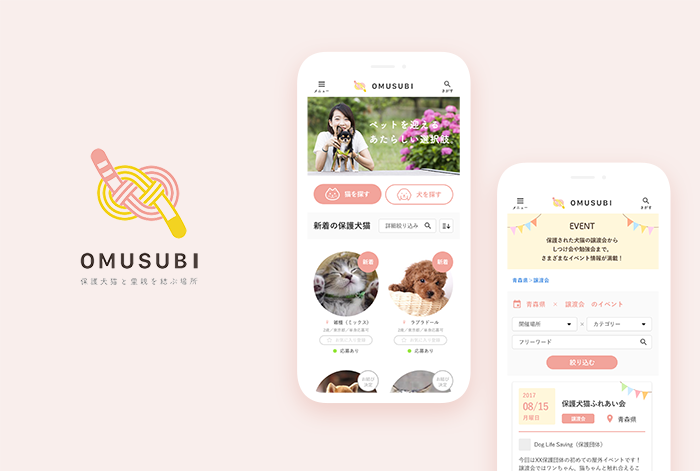 OMUSUBI
保護犬猫と里親を結ぶ場所
メニュー
OMUSUBI
さがす
ペットを迎える
あたらしい選択肢。
猫を探す
犬を探す
新着の保護犬猫
詳細絞り込み
新着
新着
雑種（ミックス）
ラブラドール
応募あり
応募あり
お結び
決定
お結び
決定
メニュー
OMUSUBI
さがす
EVENT
保護された犬猫の譲渡会から
しつけ会や勉強会まで。
さまざまなイベント情報が満載！
青森県＞譲渡会
青森県 × 譲渡会 のイベント
開催場所
×
カテゴリー
フリーワード
絞り込む
2017
08/15
月曜日
保護犬猫ふれあい会
譲渡会
青森県
Dog Life Saving（保護団体）
今回はXX保護団体の初めての屋外イベントです！
譲渡会ではワンちゃん、猫ちゃんと触れ合えるこ